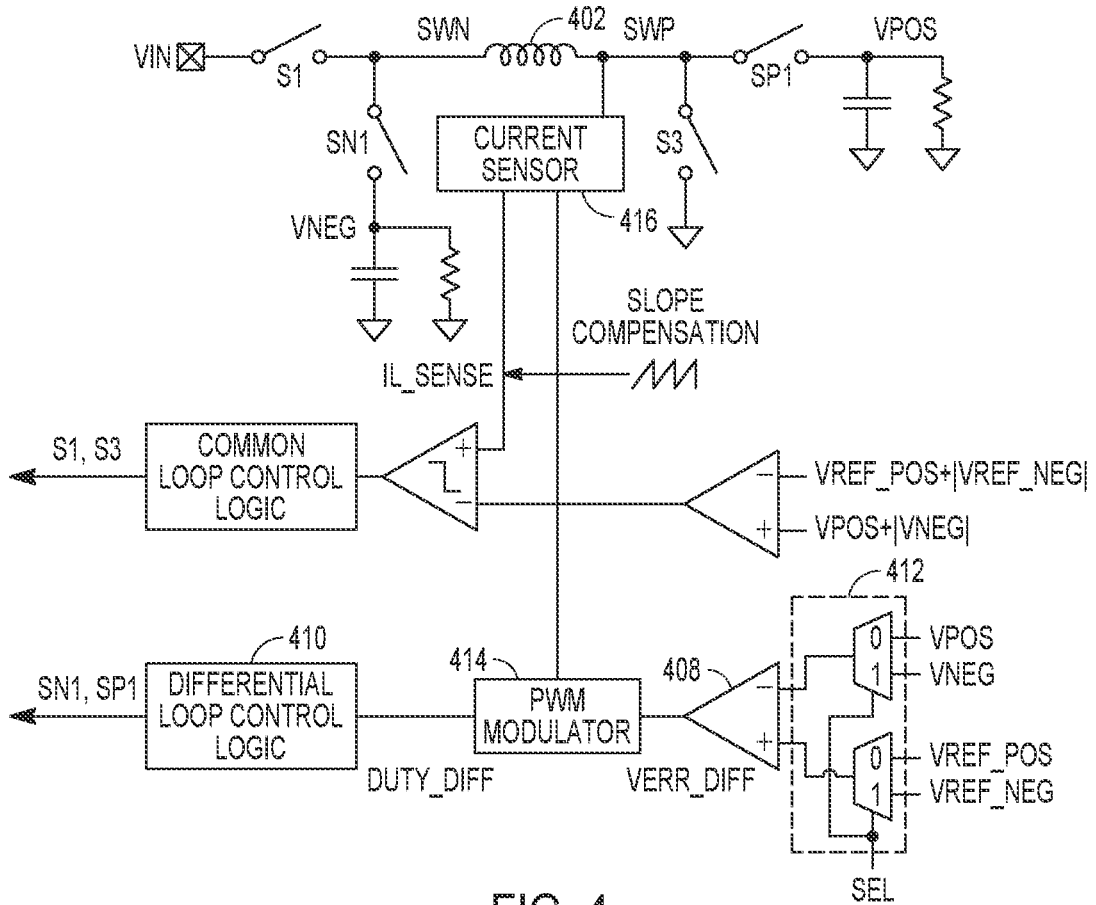 402
SWN
SWP
VPOS
VIN
S1
SP1
SN1
CURRENT
SENSOR
S3
416
VNEG
SLOPE
COMPENSATION
IL_SENSE
S1, S3
COMMON
LOOP CONTROL
LOGIC
+
−
−
VREF_POS+|VREF_NEG|
+
VPOS+|VNEG|
412
410
414
408
0
VPOS
1
VNEG
SN1, SP1
DIFFERENTIAL
LOOP CONTROL
LOGIC
PWM
MODULATOR
−
+
0
VREF_POS
1
VREF_NEG
DUTY_DIFF
VERR_DIFF
SEL